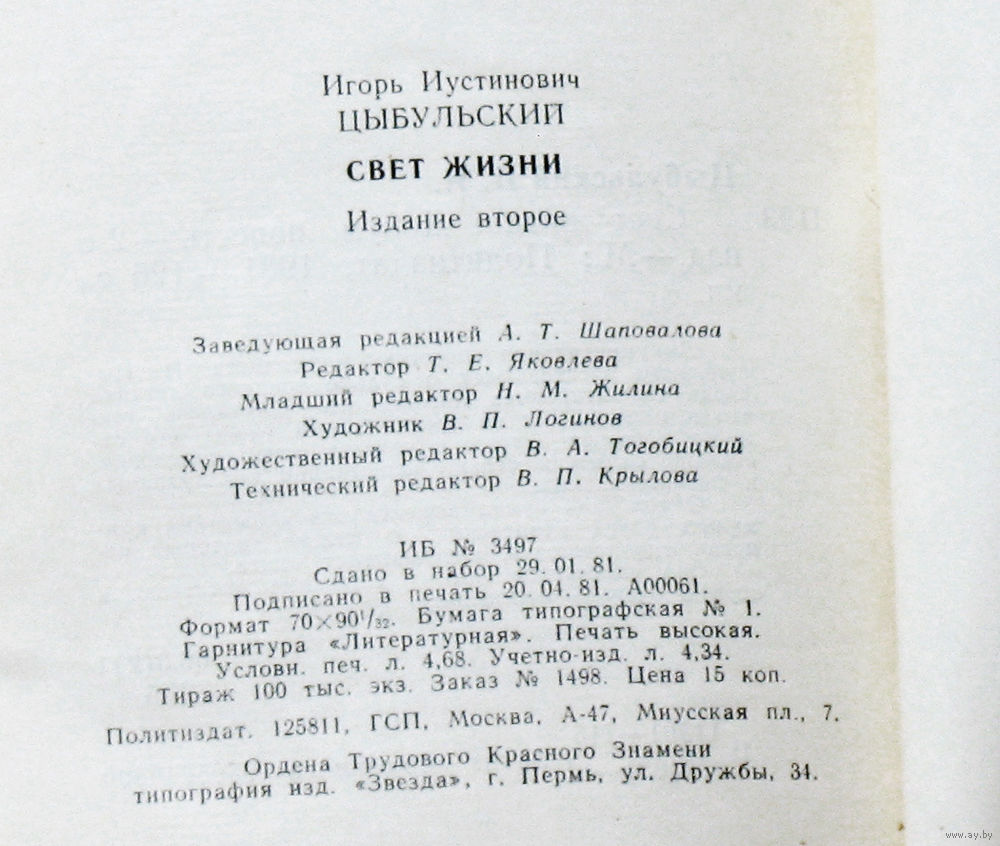 Игорь Иустинович
ЦЫБУЛЬСКИЙ
СВЕТ ЖИЗНИ
Издание второе
Заведующая редакцией А. Т. Шаповалова
Редактор Т. Е. Яковлева
Младший редактор Н. М. Жилина
Художник В. П. Логинов
Художественный редактор В. А. Тогобицкий
Технический редактор В. П. Крылова
ИБ № 3497
Сдано в набор 29.01.81.
Подписано в печать 20.04.81. А00061.
Формат 70×90¹/₃₂. Бумага типографская № 1.
Гарнитура «Литературная». Печать высокая.
Условн. печ. л. 4,68. Учетно-изд. л. 4,34.
Тираж 100 тыс. экз. Заказ № 1498. Цена 15 коп.
Политиздат. 125811, ГСП, Москва, А-47, Миусская пл., 7.
Ордена Трудового Красного Знамени
типография изд. «Звезда», г. Пермь, ул. Дружбы, 34.
www.ay.by